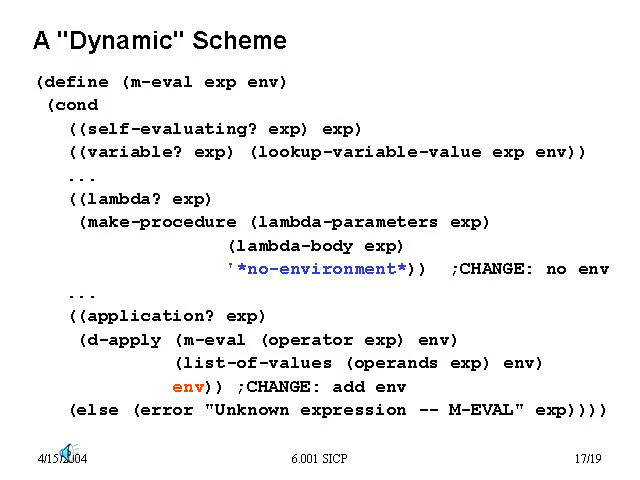 A "Dynamic" Scheme
(define (m-eval exp env)
(cond
((self-evaluating? exp) exp)
((variable? exp) (lookup-variable-value exp env))
...
((lambda? exp)
(make-procedure (lambda-parameters exp)
(lambda-body exp)
'*no-environment*)) ;CHANGE: no env
...
((application? exp)
(d-apply (m-eval (operator exp) env)
(list-of-values (operands exp) env)
env)) ;CHANGE: add env
(else (error "Unknown expression -- M-EVAL" exp))))
4/15/2004 6.001 SICP 17/19